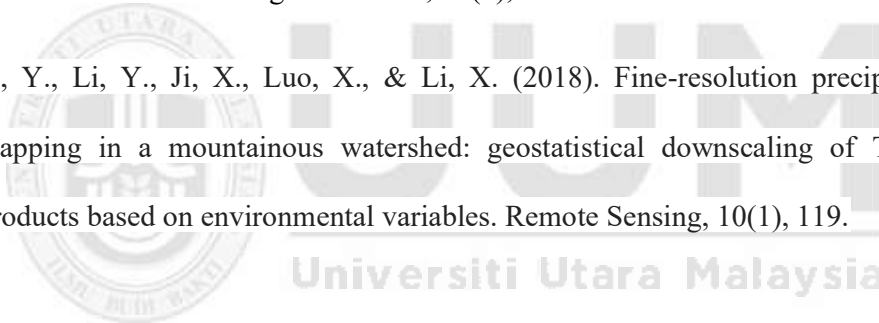 , Y., Li, Y., Ji, X., Luo, X., & Li, X. (2018). Fine-resolution precip
apping in a mountainous watershed: geostatistical downscaling of T
roducts based on environmental variables. Remote Sensing, 10(1), 119.
UUM
Universiti Utara Malaysia